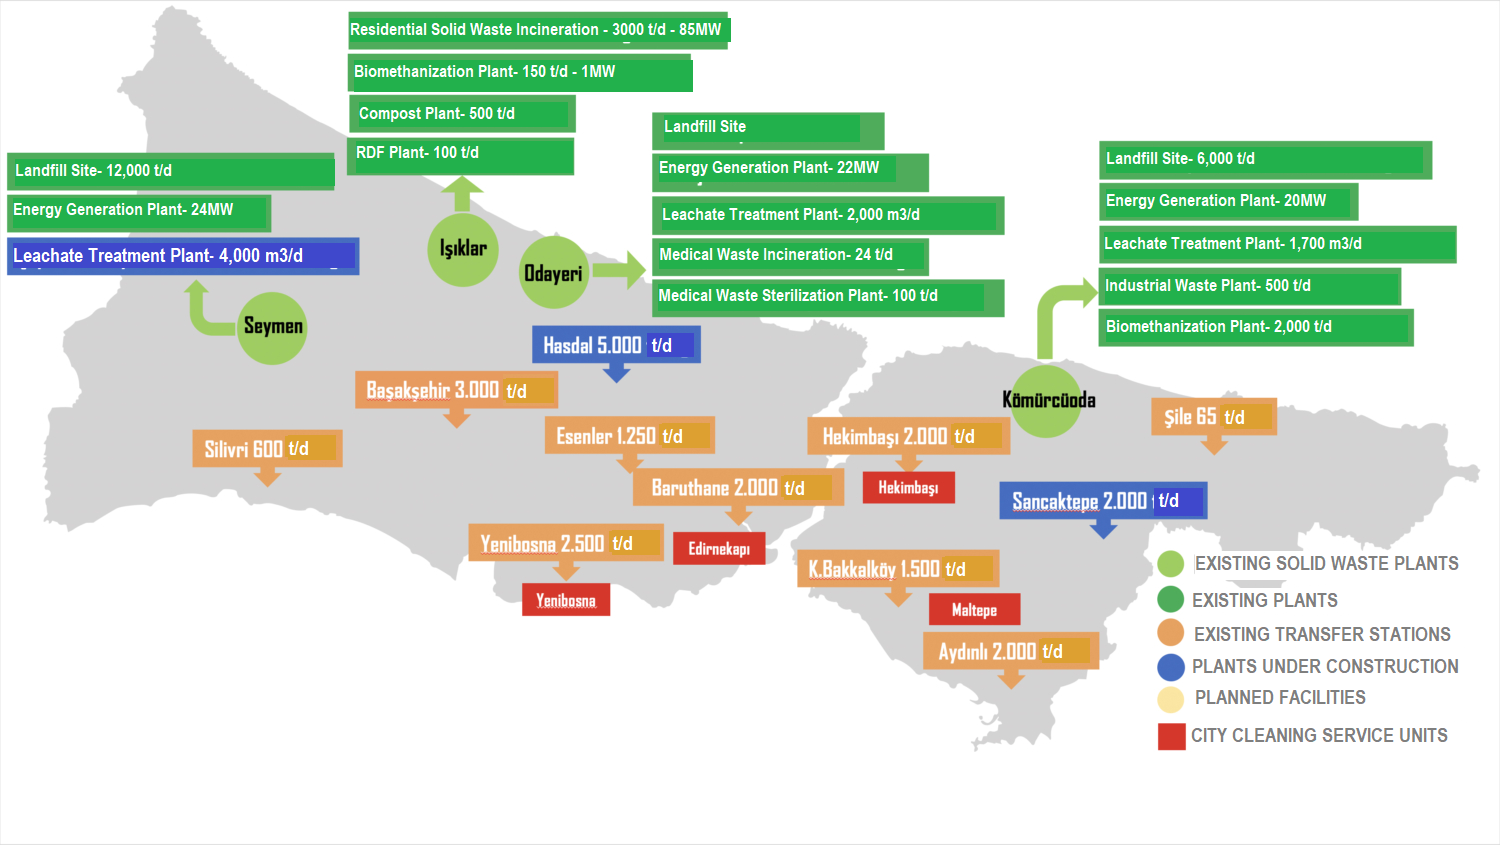 Residential Solid Waste Incineration - 3000 t/d - 85MW
Biomethanization Plant- 150 t/d - 1MW
Compost Plant- 500 t/d
RDF Plant- 100 t/d
Landfill Site- 12,000 t/d
Energy Generation Plant- 24MW
Leachate Treatment Plant- 4,000 m3/d
Landfill Site
Energy Generation Plant- 22MW
Leachate Treatment Plant- 2,000 m3/d
Medical Waste Incineration- 24 t/d
Medical Waste Sterilization Plant- 100 t/d
Landfill Site- 6,000 t/d
Energy Generation Plant- 20MW
Leachate Treatment Plant- 1,700 m3/d
Industrial Waste Plant- 500 t/d
Biomethanization Plant- 2,000 t/d
Işıklar
Odayeri
Seymen
Kömürcüoda
Hasdal 5.000 t/d
Başakşehir 3.000 t/d
Silivri 600 t/d
Esenler 1.250 t/d
Baruthane 2.000 t/d
Yenibosna 2.500 t/d
Edirnekapı
Yenibosna
Hekimbaşı 2.000 t/d
Hekimbaşı
Şile 65 t/d
Sancaktepe 2.000 t/d
K.Bakkalköy 1.500 t/d
Maltepe
Aydınlı 2.000 t/d
EXISTING SOLID WASTE PLANTS
EXISTING PLANTS
EXISTING TRANSFER STATIONS
PLANTS UNDER CONSTRUCTION
PLANNED FACILITIES
CITY CLEANING SERVICE UNITS